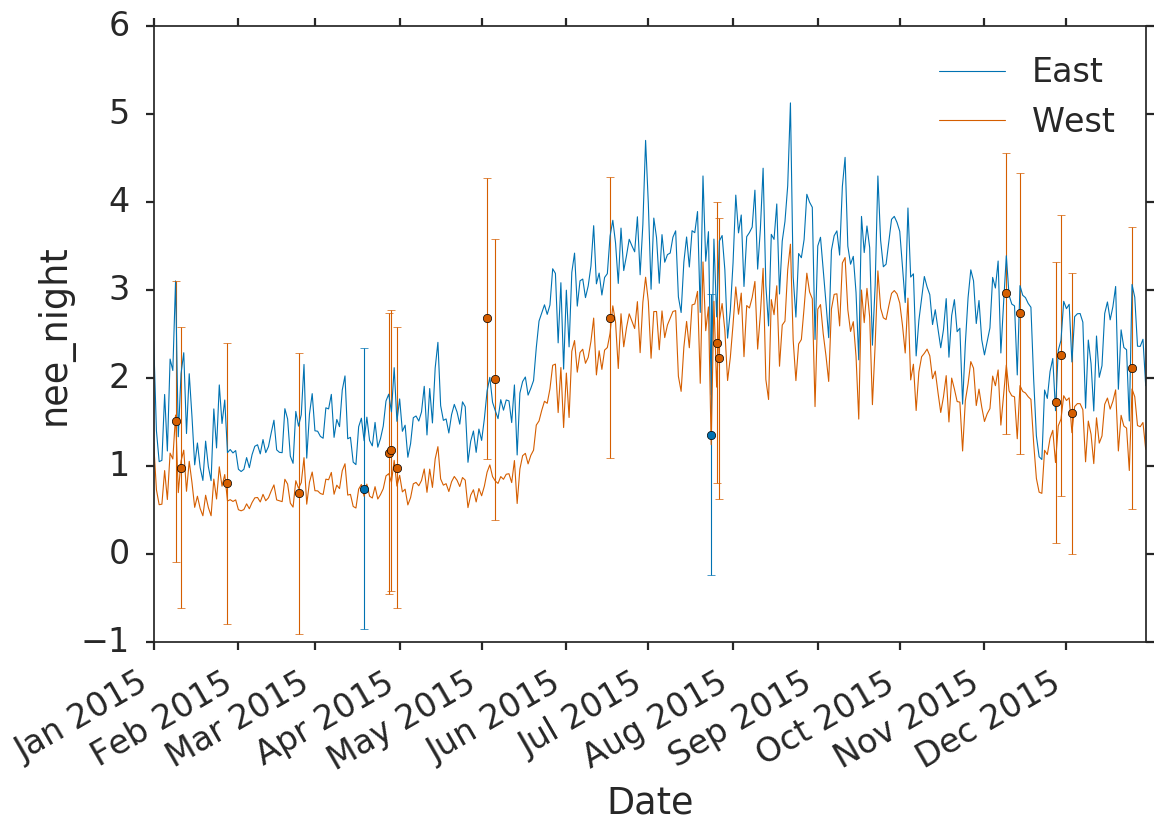 6
5
4
3
2
1
0
−1
nee_night
East
West
Jan 2015
Feb 2015
Mar 2015
Apr 2015
May 2015
Jun 2015
Jul 2015
Aug 2015
Sep 2015
Oct 2015
Nov 2015
Dec 2015
Date